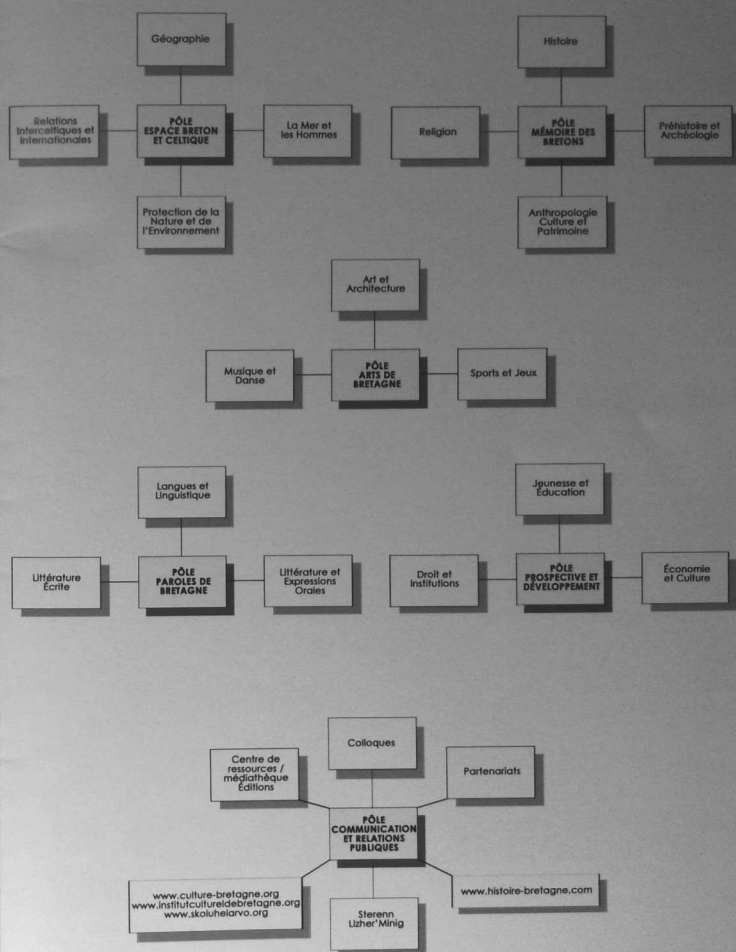 Géographie
Relations
Interceltiques et
Internationales
PÔLE
ESPACE BRETON
ET CELTIQUE
La Mer et
les Hommes
Protection de la
Nature et de
l'Environnement
Histoire
Religion
PÔLE
MÉMOIRE DES
BRETONS
Préhistoire et
Archéologie
Anthropologie
Culture et
Patrimoine
Art et
Architecture
Musique et
Danse
PÔLE
ARTS DE
BRETAGNE
Sports et Jeux
Langues et
Linguistique
Littérature
Écrite
PÔLE
PAROLES DE
BRETAGNE
Littérature et
Expressions
Orales
Jeunesse et
Éducation
Droit et
Institutions
PÔLE
PROSPECTIVE ET
DÉVELOPPEMENT
Économie
et Culture
Colloques
Centre de
ressources /
médiathèque
Éditions
Partenariats
PÔLE
COMMUNICATION
ET RELATIONS
PUBLIQUES
www.culture-bretagne.org
www.institutcultureldebretagne.org
www.skoluhelarvo.org
www.histoire-bretagne.com
Sterenn
Lizher'Minig